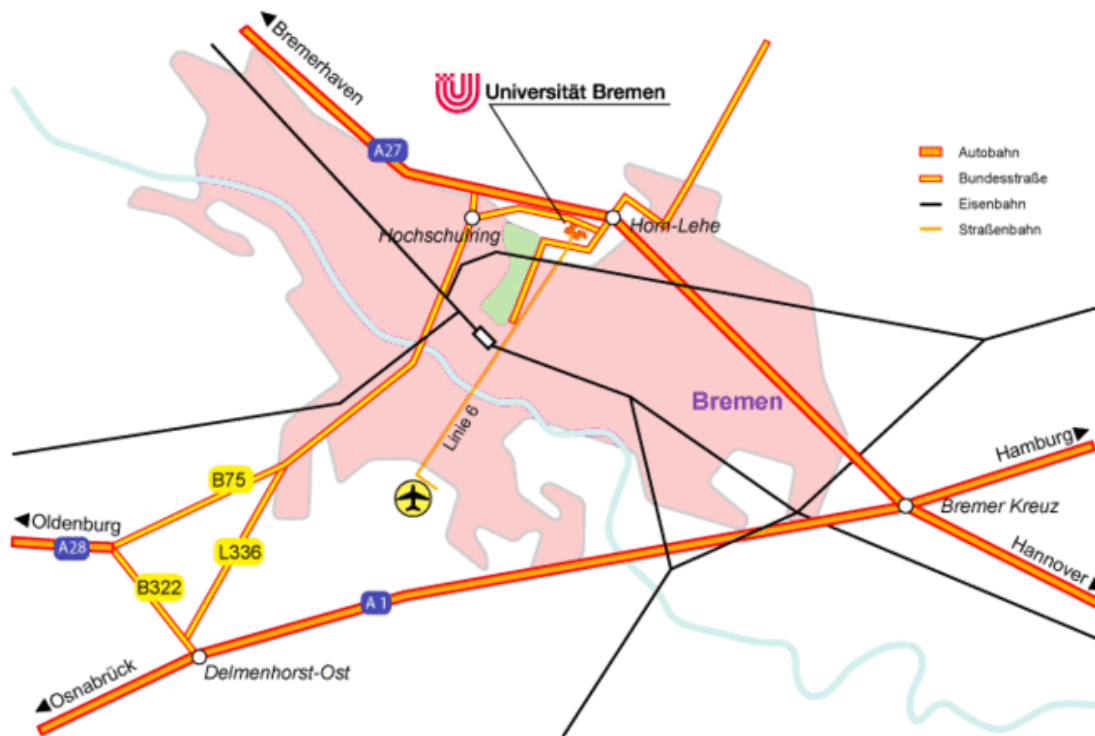 Bremerhaven
Universität Bremen
A27
Autobahn
Bundesstraße
Eisenbahn
Straßenbahn
Hochschulring
Horn-Lehe
Bremen
Linie 6
Hamburg
B75
Bremer Kreuz
Oldenburg
A28
L336
Hannover
B322
A 1
Delmenhorst-Ost
Osnabrück